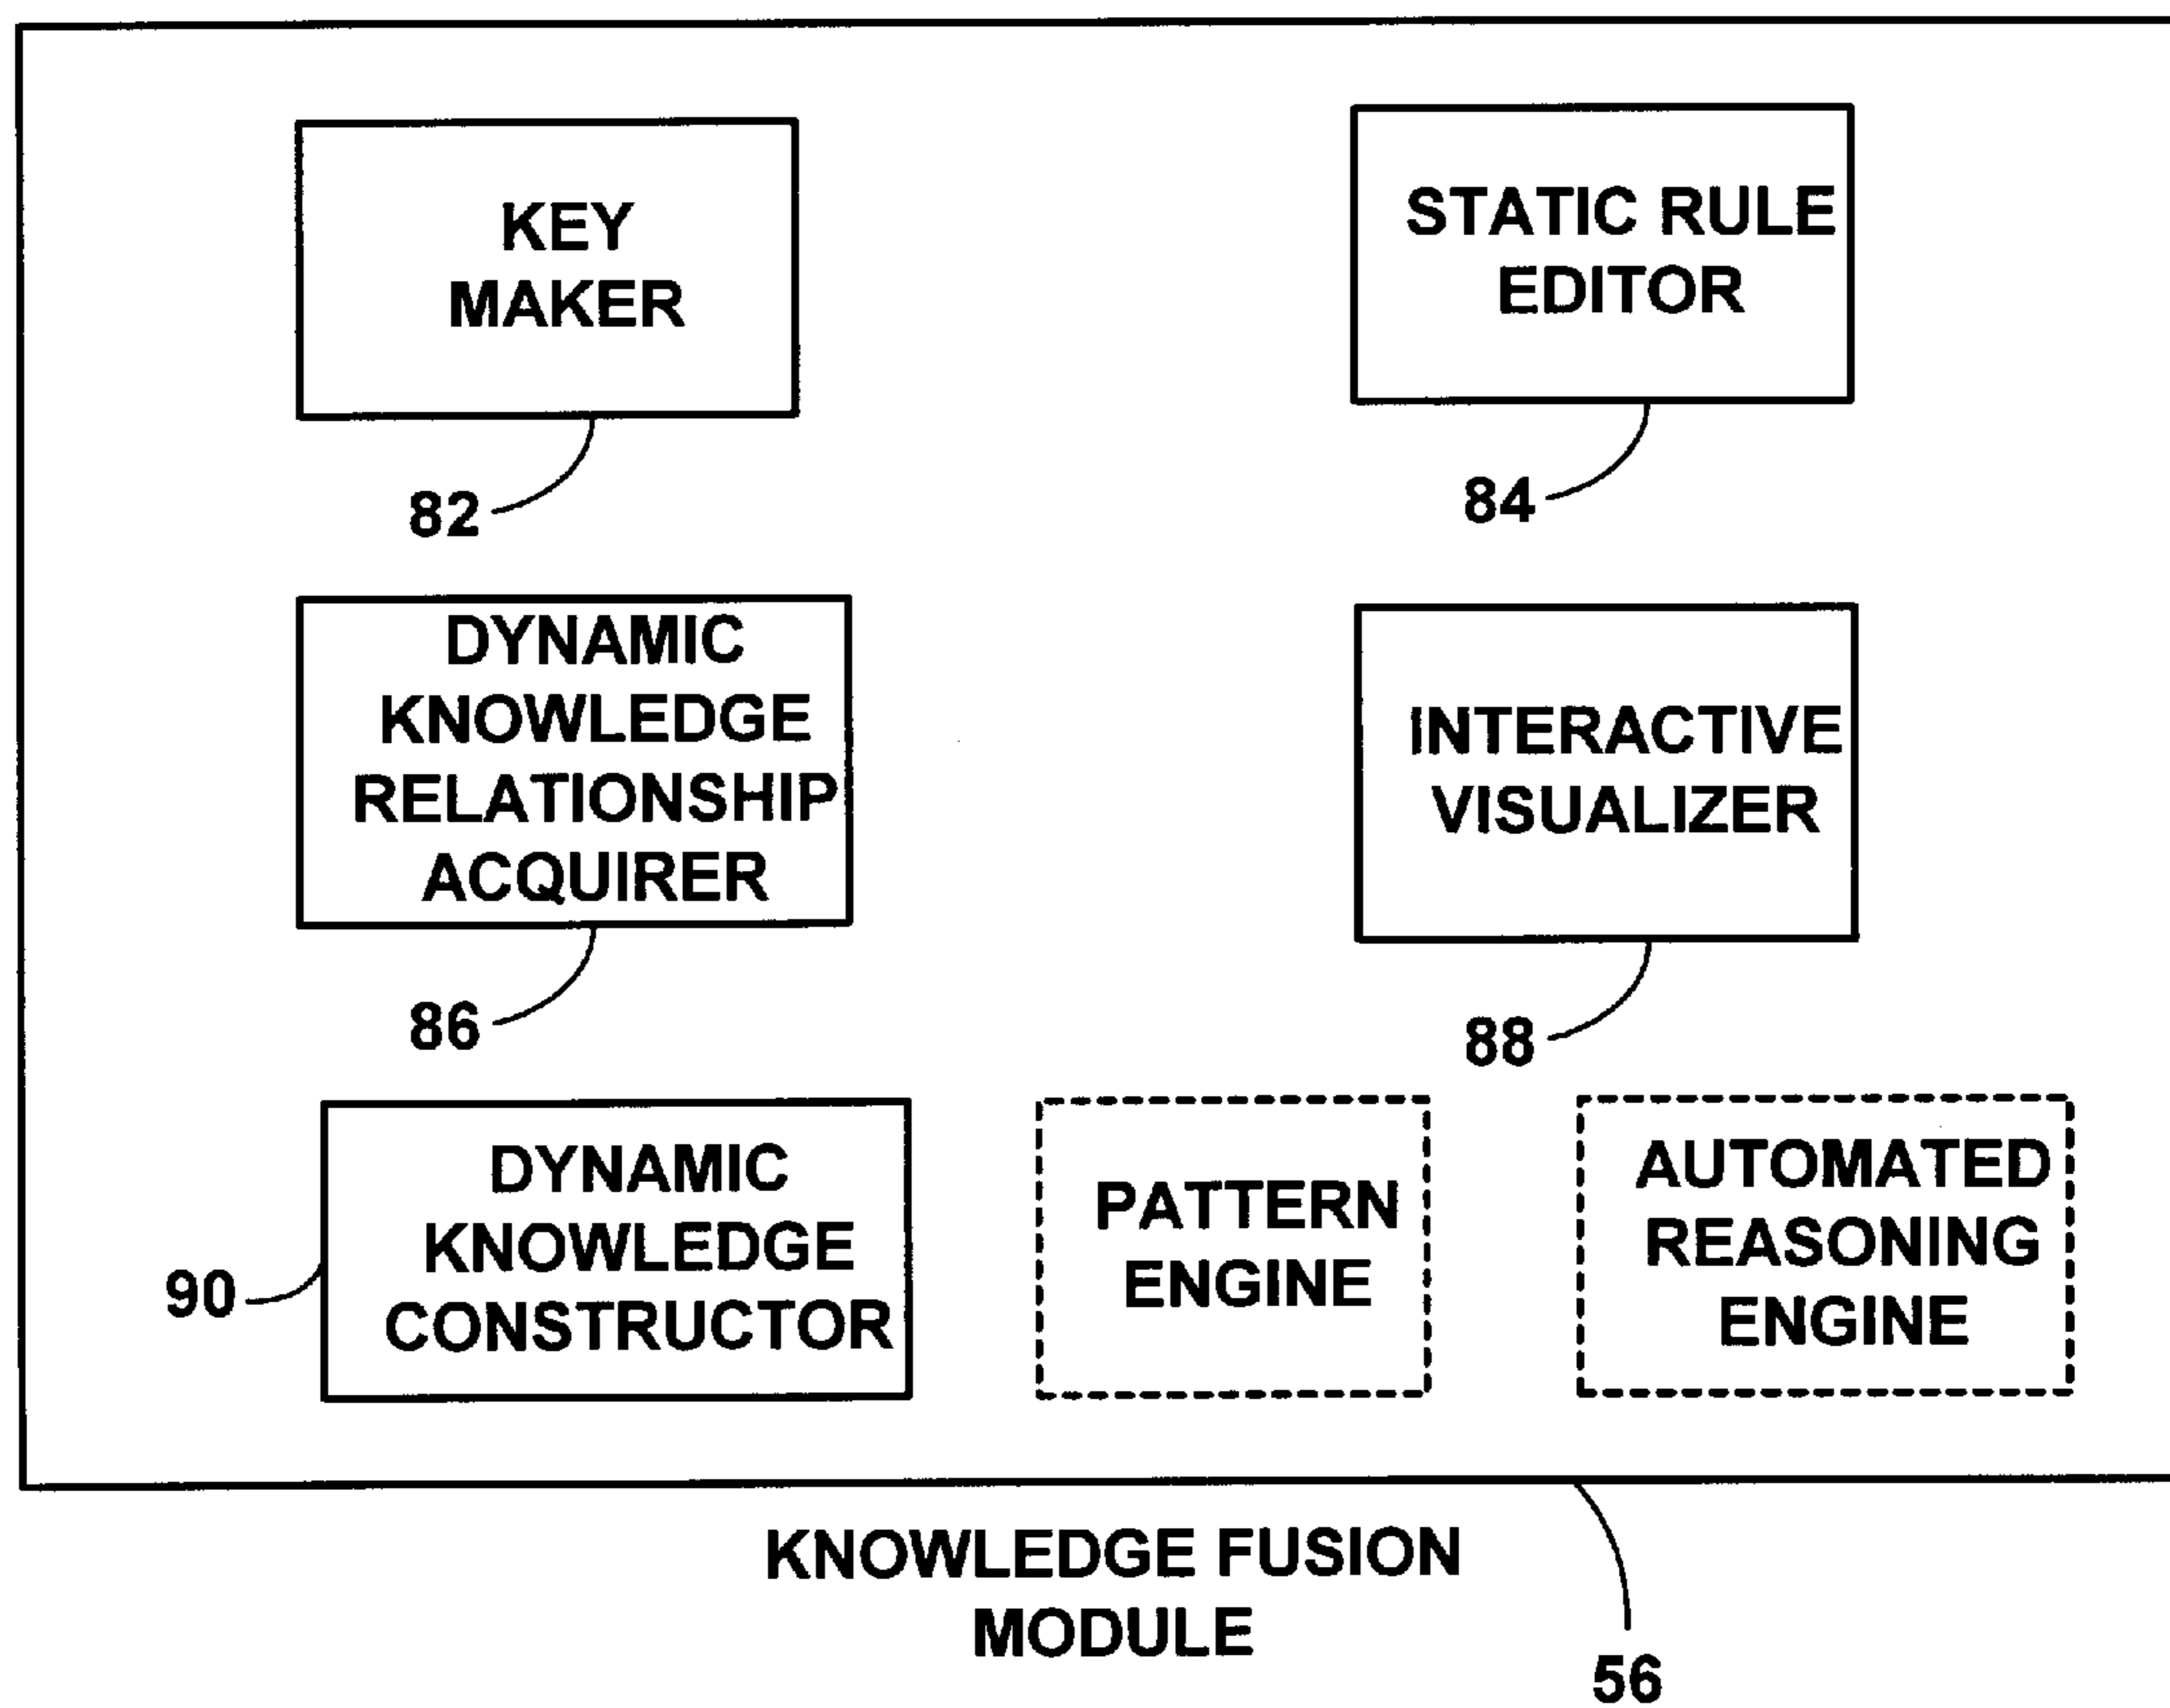 KEY
MAKER
82
STATIC RULE
EDITOR
84
DYNAMIC
KNOWLEDGE
RELATIONSHIP
ACQUIRER
86
INTERACTIVE
VISUALIZER
88
DYNAMIC
KNOWLEDGE
CONSTRUCTOR
90
PATTERN
ENGINE
AUTOMATED
REASONING
ENGINE
KNOWLEDGE FUSION
MODULE
56